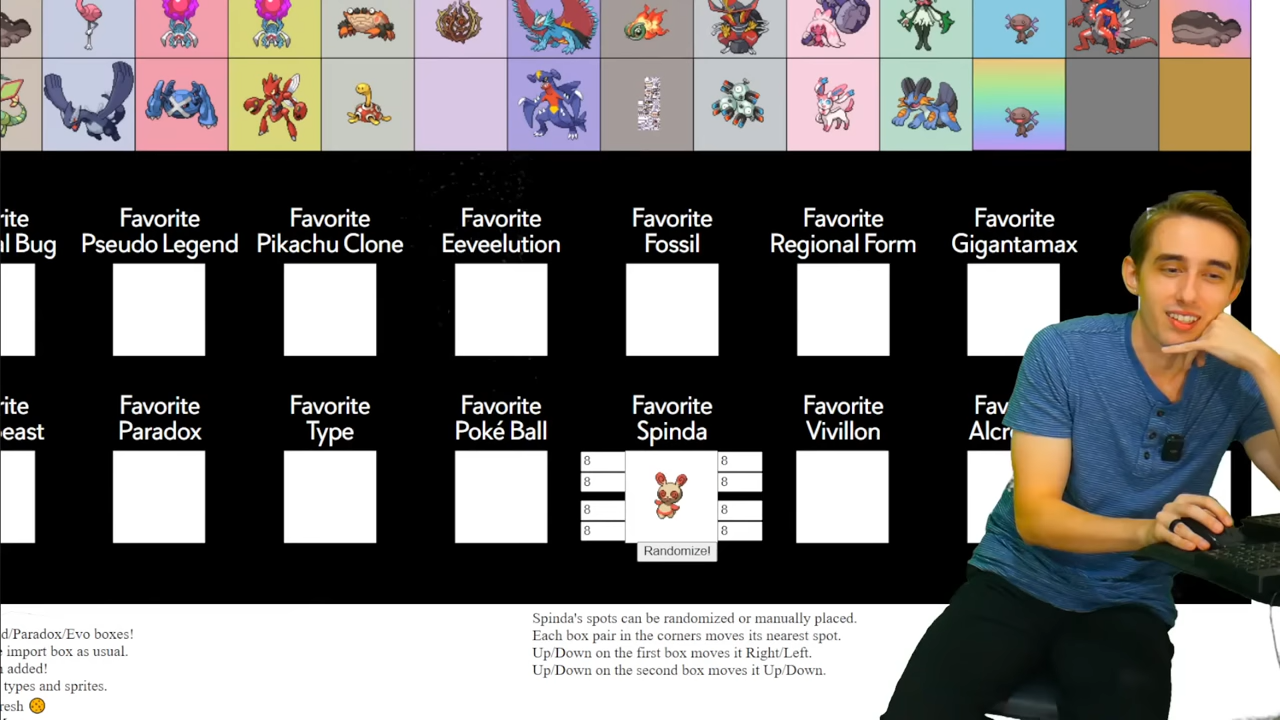 rite
l Bug
Favorite
Pseudo Legend
Favorite
Pikachu Clone
Favorite
Eeveelution
Favorite
Fossil
Favorite
Regional Form
Favorite
Gigantamax
rite
east
Favorite
Paradox
Favorite
Type
Favorite
Poké Ball
Favorite
Spinda
Favorite
Vivillon
Fav
Alcr
8
8
8
8
8
8
8
8
Randomize!
d/Paradox/Evo boxes!
import box as usual.
added!
types and sprites.
resh
Spinda's spots can be randomized or manually placed.
Each box pair in the corners moves its nearest spot.
Up/Down on the first box moves it Right/Left.
Up/Down on the second box moves it Up/Down.